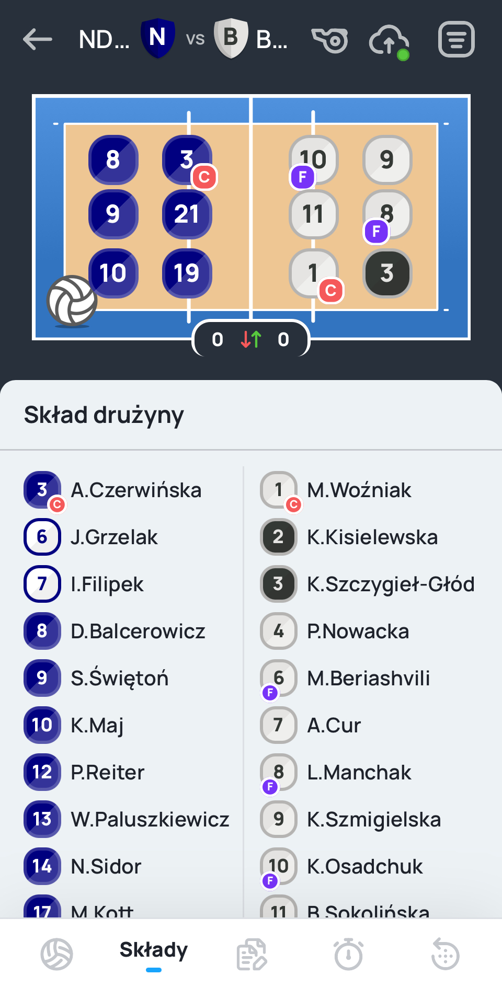 ND... N vs B B...
8 3 C 10 F 9
9 21 11 8 F
10 19 1 C 3
0 0
Skład drużyny
3 C A.Czerwińska
6 J.Grzelak
7 I.Filipek
8 D.Balcerowicz
9 S.Świętoń
10 K.Maj
12 P.Reiter
13 W.Paluszkiewicz
14 N.Sidor
17 M.Kott
1 C M.Woźniak
2 K.Kisielewska
3 K.Szczygieł-Głód
4 P.Nowacka
6 F M.Beriashvili
7 A.Cur
8 F L.Manchak
9 K.Szmigielska
10 F K.Osadchuk
11 B.Sokolińska
Składy